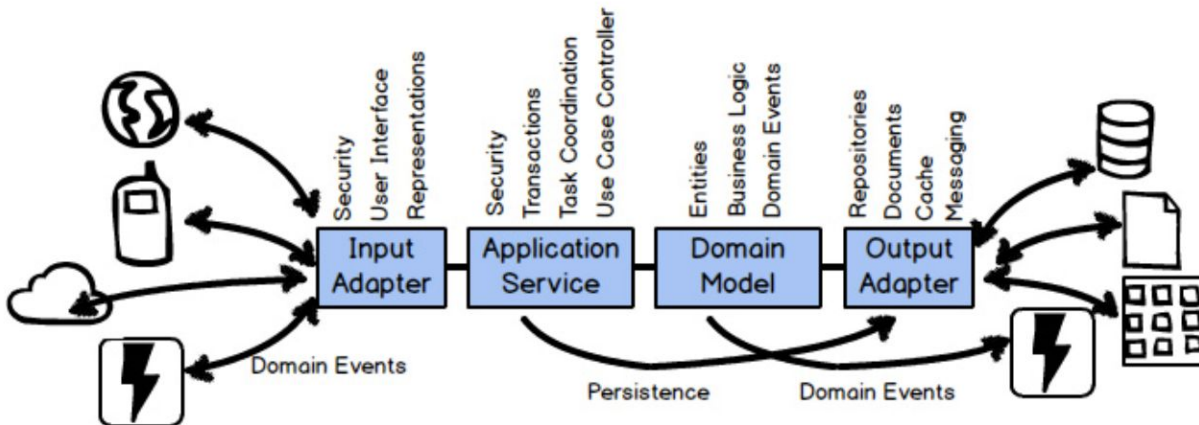 Security
User Interface
Representations
Security
Transactions
Task Coordination
Use Case Controller
Entities
Business Logic
Domain Events
Repositories
Documents
Cache
Messaging
Input
Adapter
Application
Service
Domain
Model
Output
Adapter
Domain Events
Persistence
Domain Events